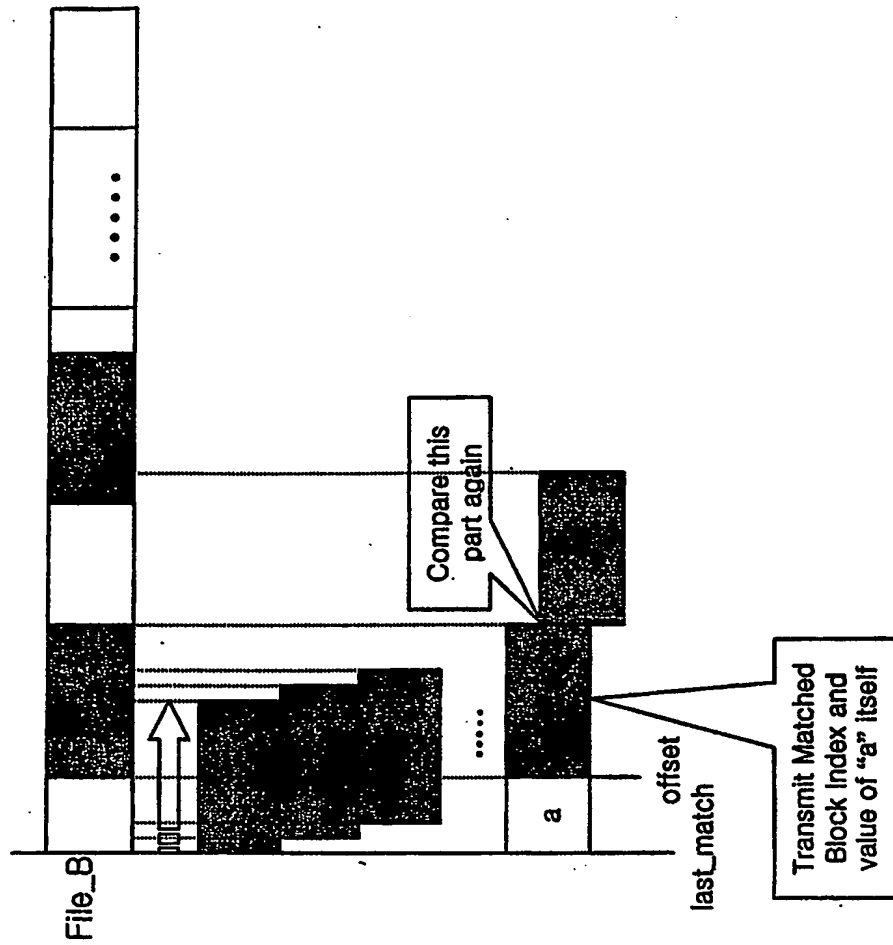 File_B
.....
Compare this
part again
.....
a
offset
last_match
Transmit Matched
Block Index and
value of "a" itself